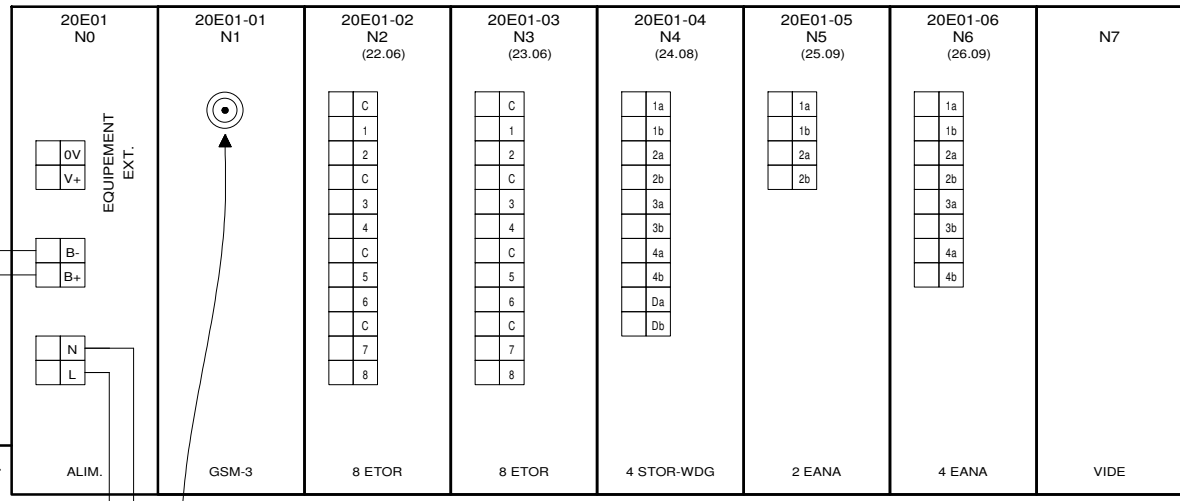 20E01
N0
EQUIPEMENT
EXT.
0V
V+
B-
B+
N
L
ALIM.
20E01-01
N1
GSM-3
20E01-02
N2
(22.06)
C
1
2
C
3
4
C
5
6
C
7
8
8 ETOR
20E01-03
N3
(23.06)
C
1
2
C
3
4
C
5
6
C
7
8
8 ETOR
20E01-04
N4
(24.08)
1a
1b
2a
2b
3a
3b
4a
4b
Da
Db
4 STOR-WDG
20E01-05
N5
(25.09)
1a
1b
2a
2b
2 EANA
20E01-06
N6
(26.09)
1a
1b
2a
2b
3a
3b
4a
4b
4 EANA
N7
VIDE